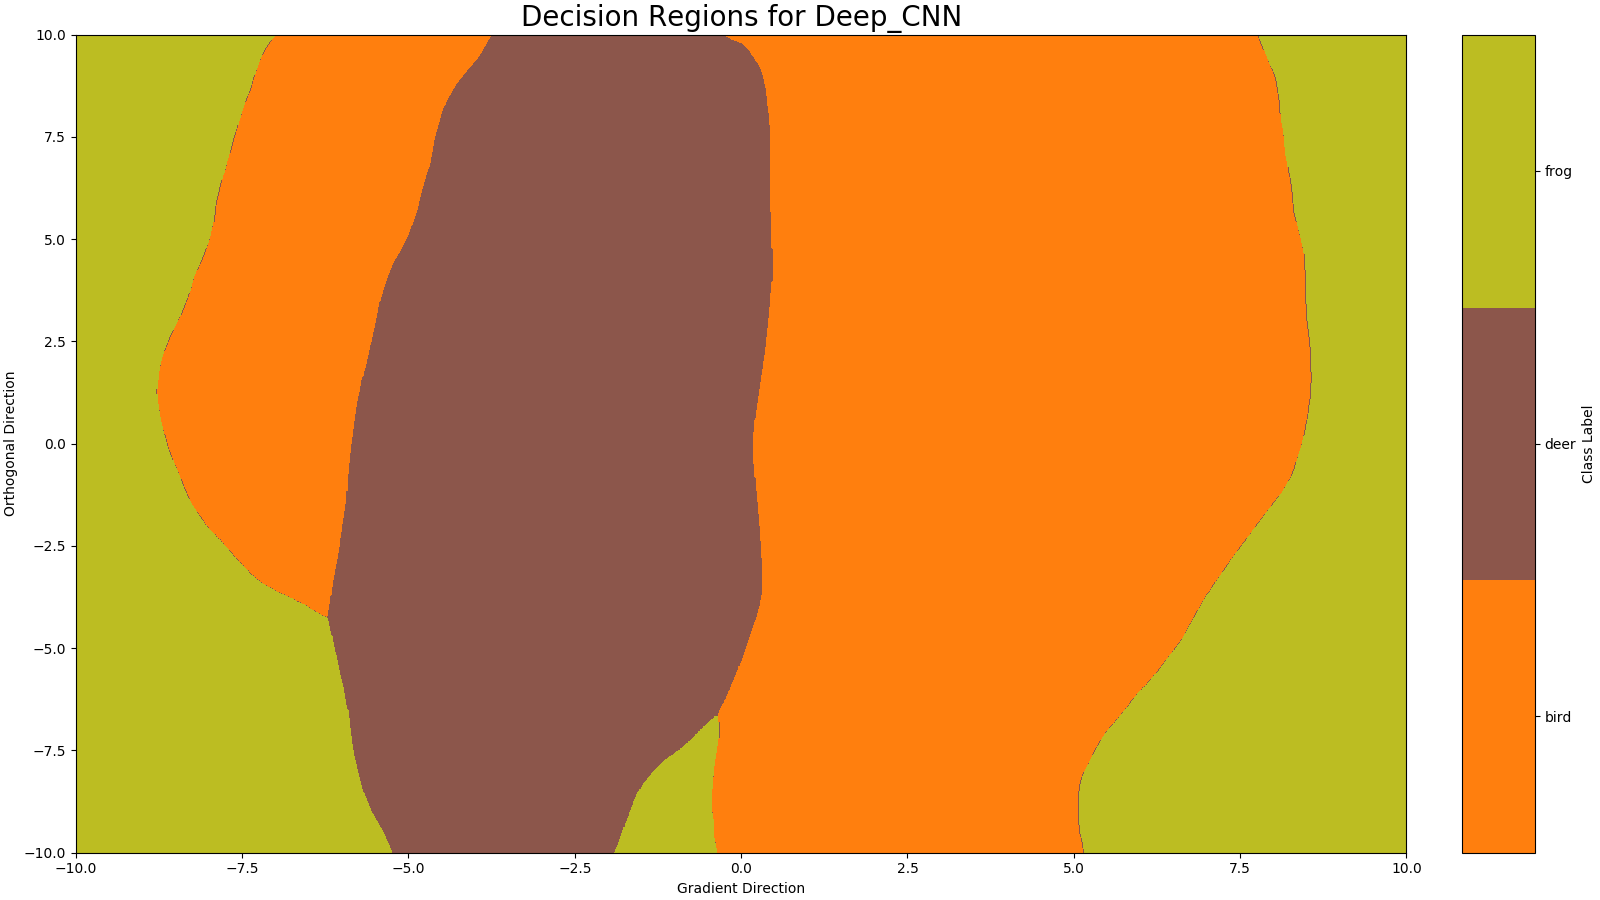 Decision Regions for Deep_CNN
10.0
7.5
5.0
2.5
0.0
−2.5
−5.0
−7.5
−10.0
Orthogonal Direction
−10.0 −7.5 −5.0 −2.5 0.0 2.5 5.0 7.5 10.0
Gradient Direction
frog
deer
bird
Class Label